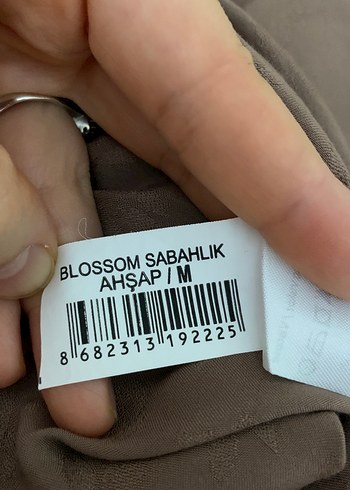 BLOSSOM SABAHLIK
AHŞAP / M
8 682313 192225